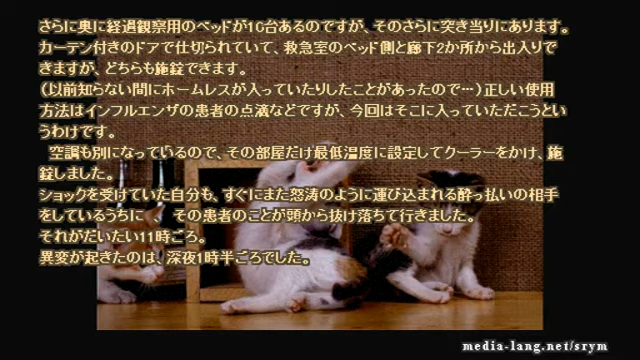 さらに奥に経過観察用のベッドが10台あるのですが、そのさらに突き当りにあります。
カーテン付きのドアで仕切られていて、救急室のベッド側と廊下2か所から出入りで
きますが、どちらも施錠できます。
(以前知らない間にホームレスが入っていたりしたことがあったので…)正しい使用
方法はインフルエンザの患者の点滴などですが、今回はそこに入っていただこうとい
うわけです。
空調も別になっているので、その部屋だけ最低温度に設定してクーラーをかけ、施
錠しました。
ショックを受けていた自分も、すぐにまた怒涛のように運び込まれる酔っ払いの相手
をしているうちに、、その患者のことが頭から抜け落ちて行きました。
それがだいたい11時ごろ。
異変が起きたのは、深夜1時半ごろでした。
media-lang.net/srym